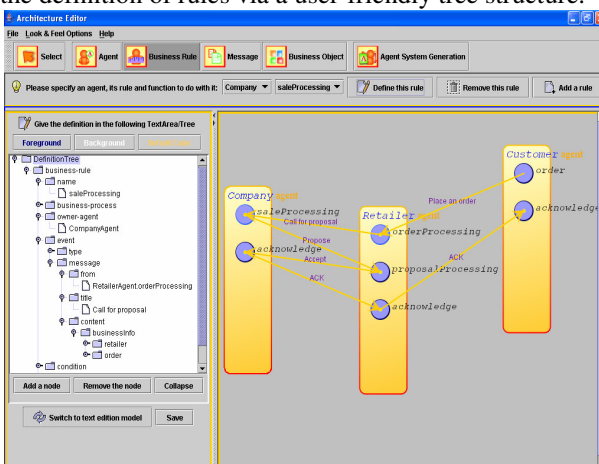 the definition of rules via a user friendly tree structure.
Architecture Editor
File Look & Feel Options Help
Select Agent Business Rule Message Business Object Agent System Generation
Please specify an agent, its rule and function to do with it: Company saleProcessing Define this rule Remove this rule Add a rule
Give the definition in the following TextArea/Tree
Foreground Background
DefinitionTree
business-rule
name
saleProcessing
business-process
owner-agent
CompanyAgent
event
type
message
from
RetailerAgent.orderProcessing
title
Call for proposal
content
businessInfo
retailer
order
condition
Add a node Remove the node Collapse
Switch to text edition model Save
Customer agent
order
acknowledge
Company agent
saleProcessing
acknowledge
Retailer agent
orderProcessing
proposalProcessing
acknowledge
Place an order
Call for proposal
Propose
Accept
ACK
ACK